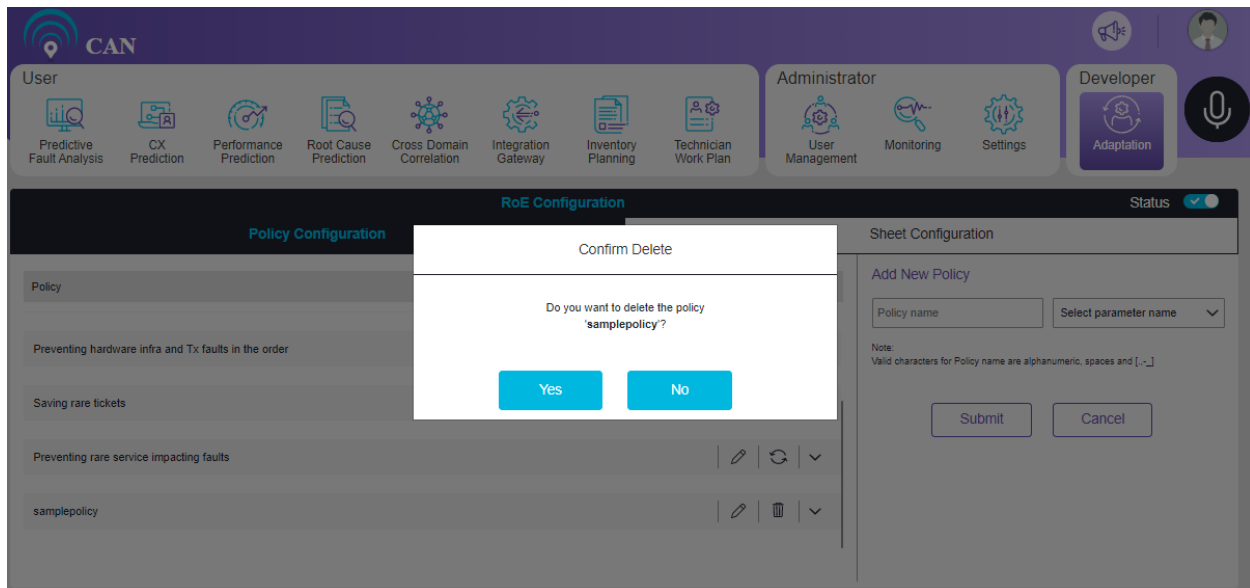 CAN
User
Administrator
Developer
Predictive
Fault Analysis
CX
Prediction
Performance
Prediction
Root Cause
Prediction
Cross Domain
Correlation
Integration
Gateway
Inventory
Planning
Technician
Work Plan
User
Management
Monitoring
Settings
Adaptation
RoE Configuration
Status
Policy Configuration
Sheet Configuration
Confirm Delete
Do you want to delete the policy
'samplepolicy'?
Yes
No
Policy
Preventing hardware infra and Tx faults in the order
Saving rare tickets
Preventing rare service impacting faults
samplepolicy
Add New Policy
Policy name
Select parameter name
Note:
Valid characters for Policy name are alphanumeric, spaces and [.,-_]
Submit
Cancel